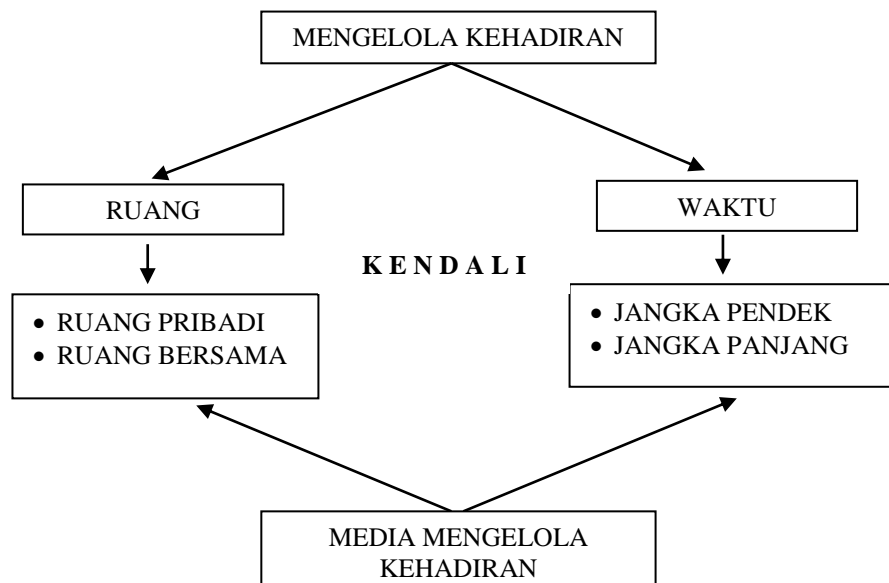 MENGELOLA KEHADIRAN
RUANG
WAKTU
K E N D A L I
• RUANG PRIBADI
• RUANG BERSAMA
• JANGKA PENDEK
• JANGKA PANJANG
MEDIA MENGELOLA
KEHADIRAN